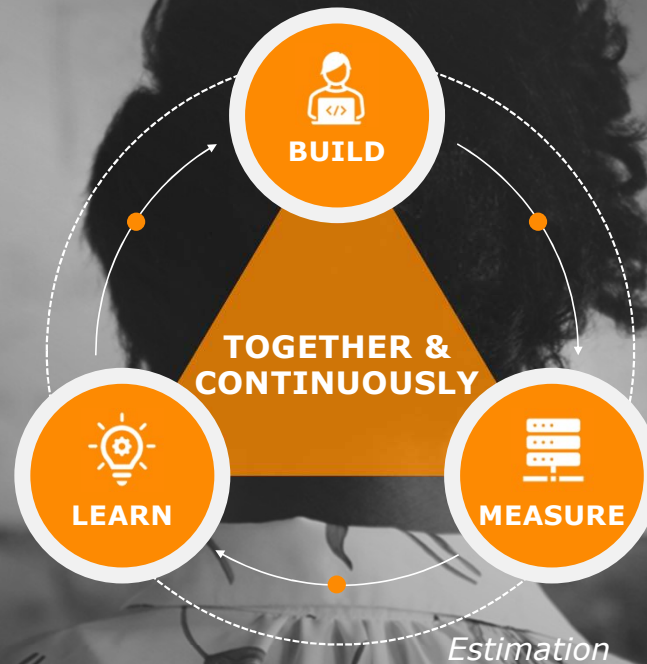 </>
BUILD
TOGETHER &
CONTINUOUSLY
LEARN
MEASURE
Estimation